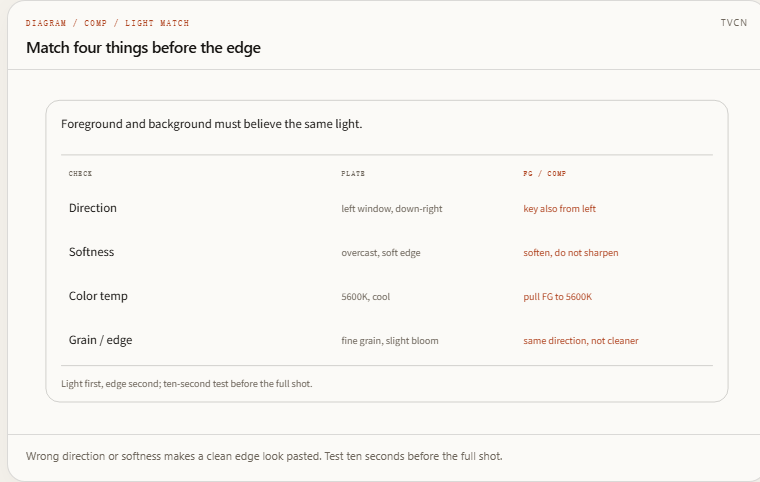 DIAGRAM / COMP / LIGHT MATCH
TVCN
Match four things before the edge
Foreground and background must believe the same light.
CHECK PLATE FG / COMP
Direction left window, down-right key also from left
Softness overcast, soft edge soften, do not sharpen
Color temp 5600K, cool pull FG to 5600K
Grain / edge fine grain, slight bloom same direction, not cleaner
Light first, edge second; ten-second test before the full shot.
Wrong direction or softness makes a clean edge look pasted. Test ten seconds before the full shot.